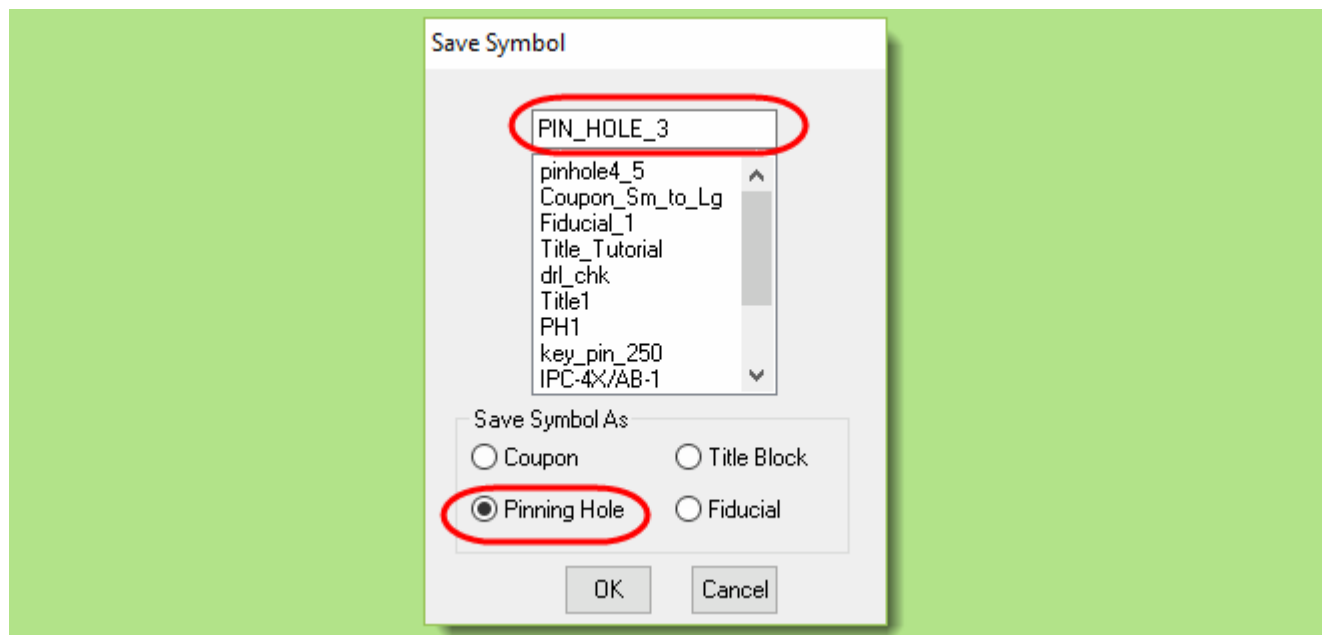 Save Symbol
PIN_HOLE_3
pinhole4_5
Coupon_Sm_to_Lg
Fiducial_1
Title_Tutorial
drl_chk
Title1
PH1
key_pin_250
IPC-4X/AB-1
Save Symbol As
Coupon Title Block
Pinning Hole Fiducial
OK Cancel